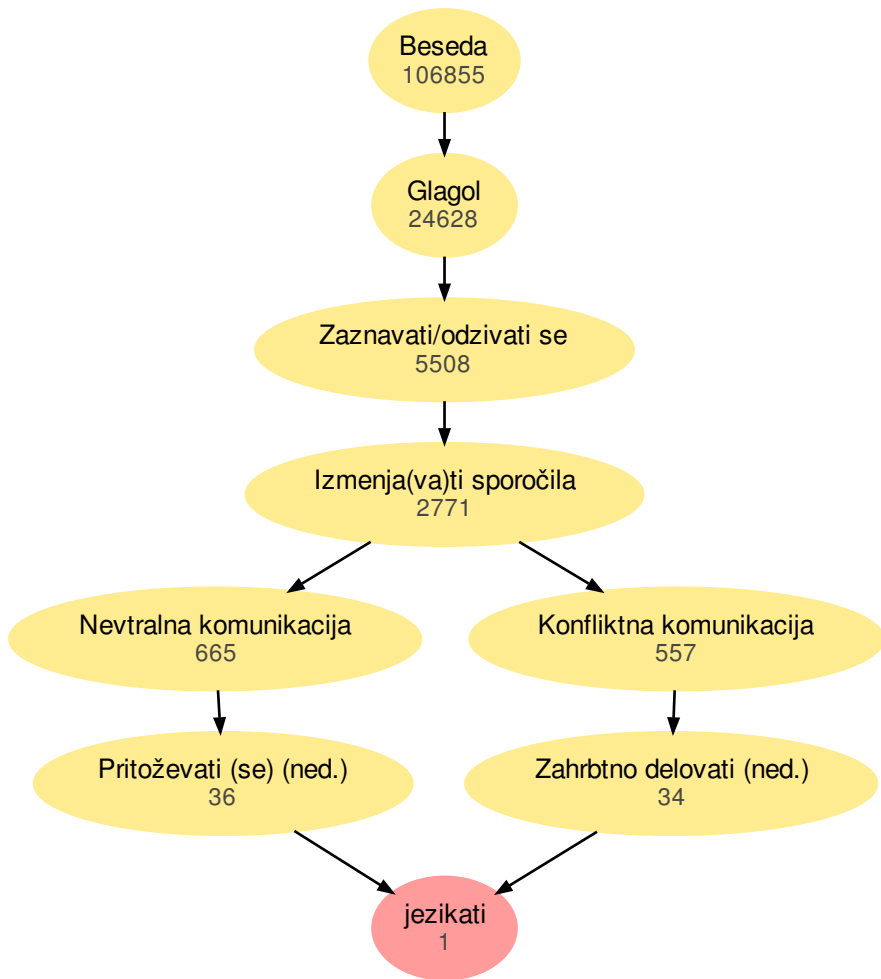 Beseda
106855
Glagol
24628
Zaznavati/odzivati se
5508
Izmenja(va)ti sporočila
2771
Nevtralna komunikacija
665
Konfliktna komunikacija
557
Pritoževati (se) (ned.)
36
Zahrbtno delovati (ned.)
34
jezikati
1